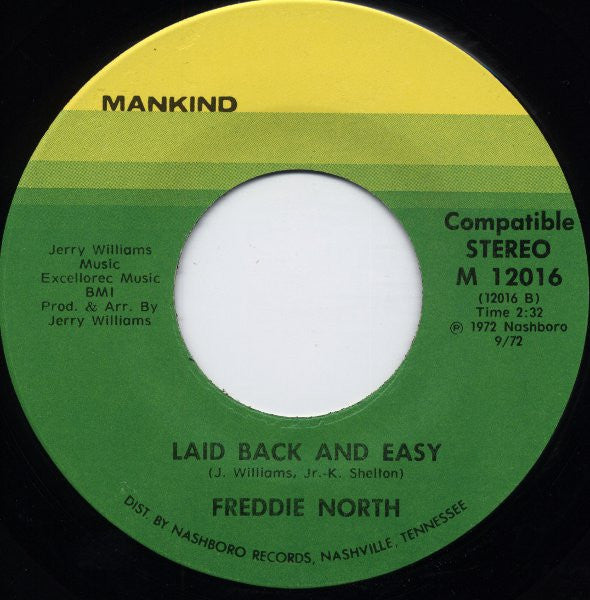 MANKIND
Jerry Williams
Music
Excellorec Music
BMI
Prod. & Arr. By
Jerry Williams
Compatible
STEREO
M 12016
(12016 B)
Time 2:32
℗ 1972 Nashboro
9/72
LAID BACK AND EASY
(J. Williams, Jr.-K. Shelton)
FREDDIE NORTH
DIST. BY NASHBORO RECORDS, NASHVILLE, TENNESSEE